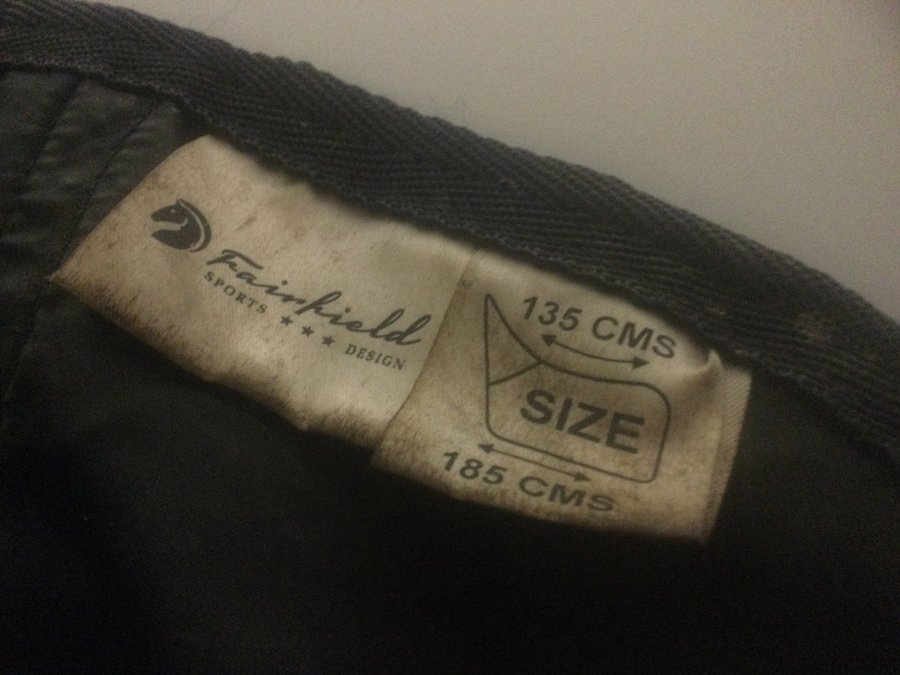 Fairfield
SPORTS ★★★ DESIGN
135 CMS
SIZE
185 CMS